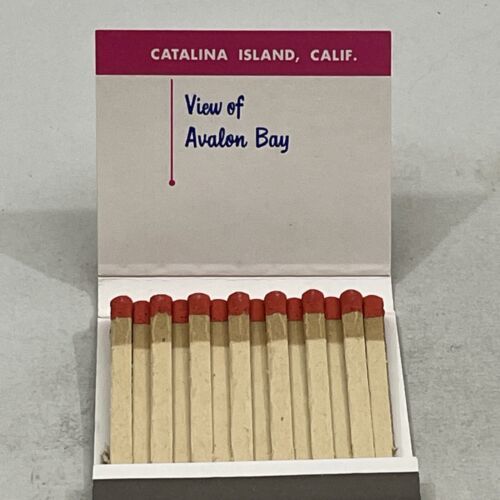 CATALINA ISLAND, CALIF.
View of
Avalon Bay